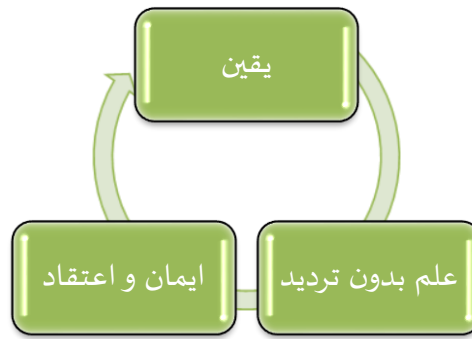 یقین
علم بدون تردید
ایمان و اعتقاد